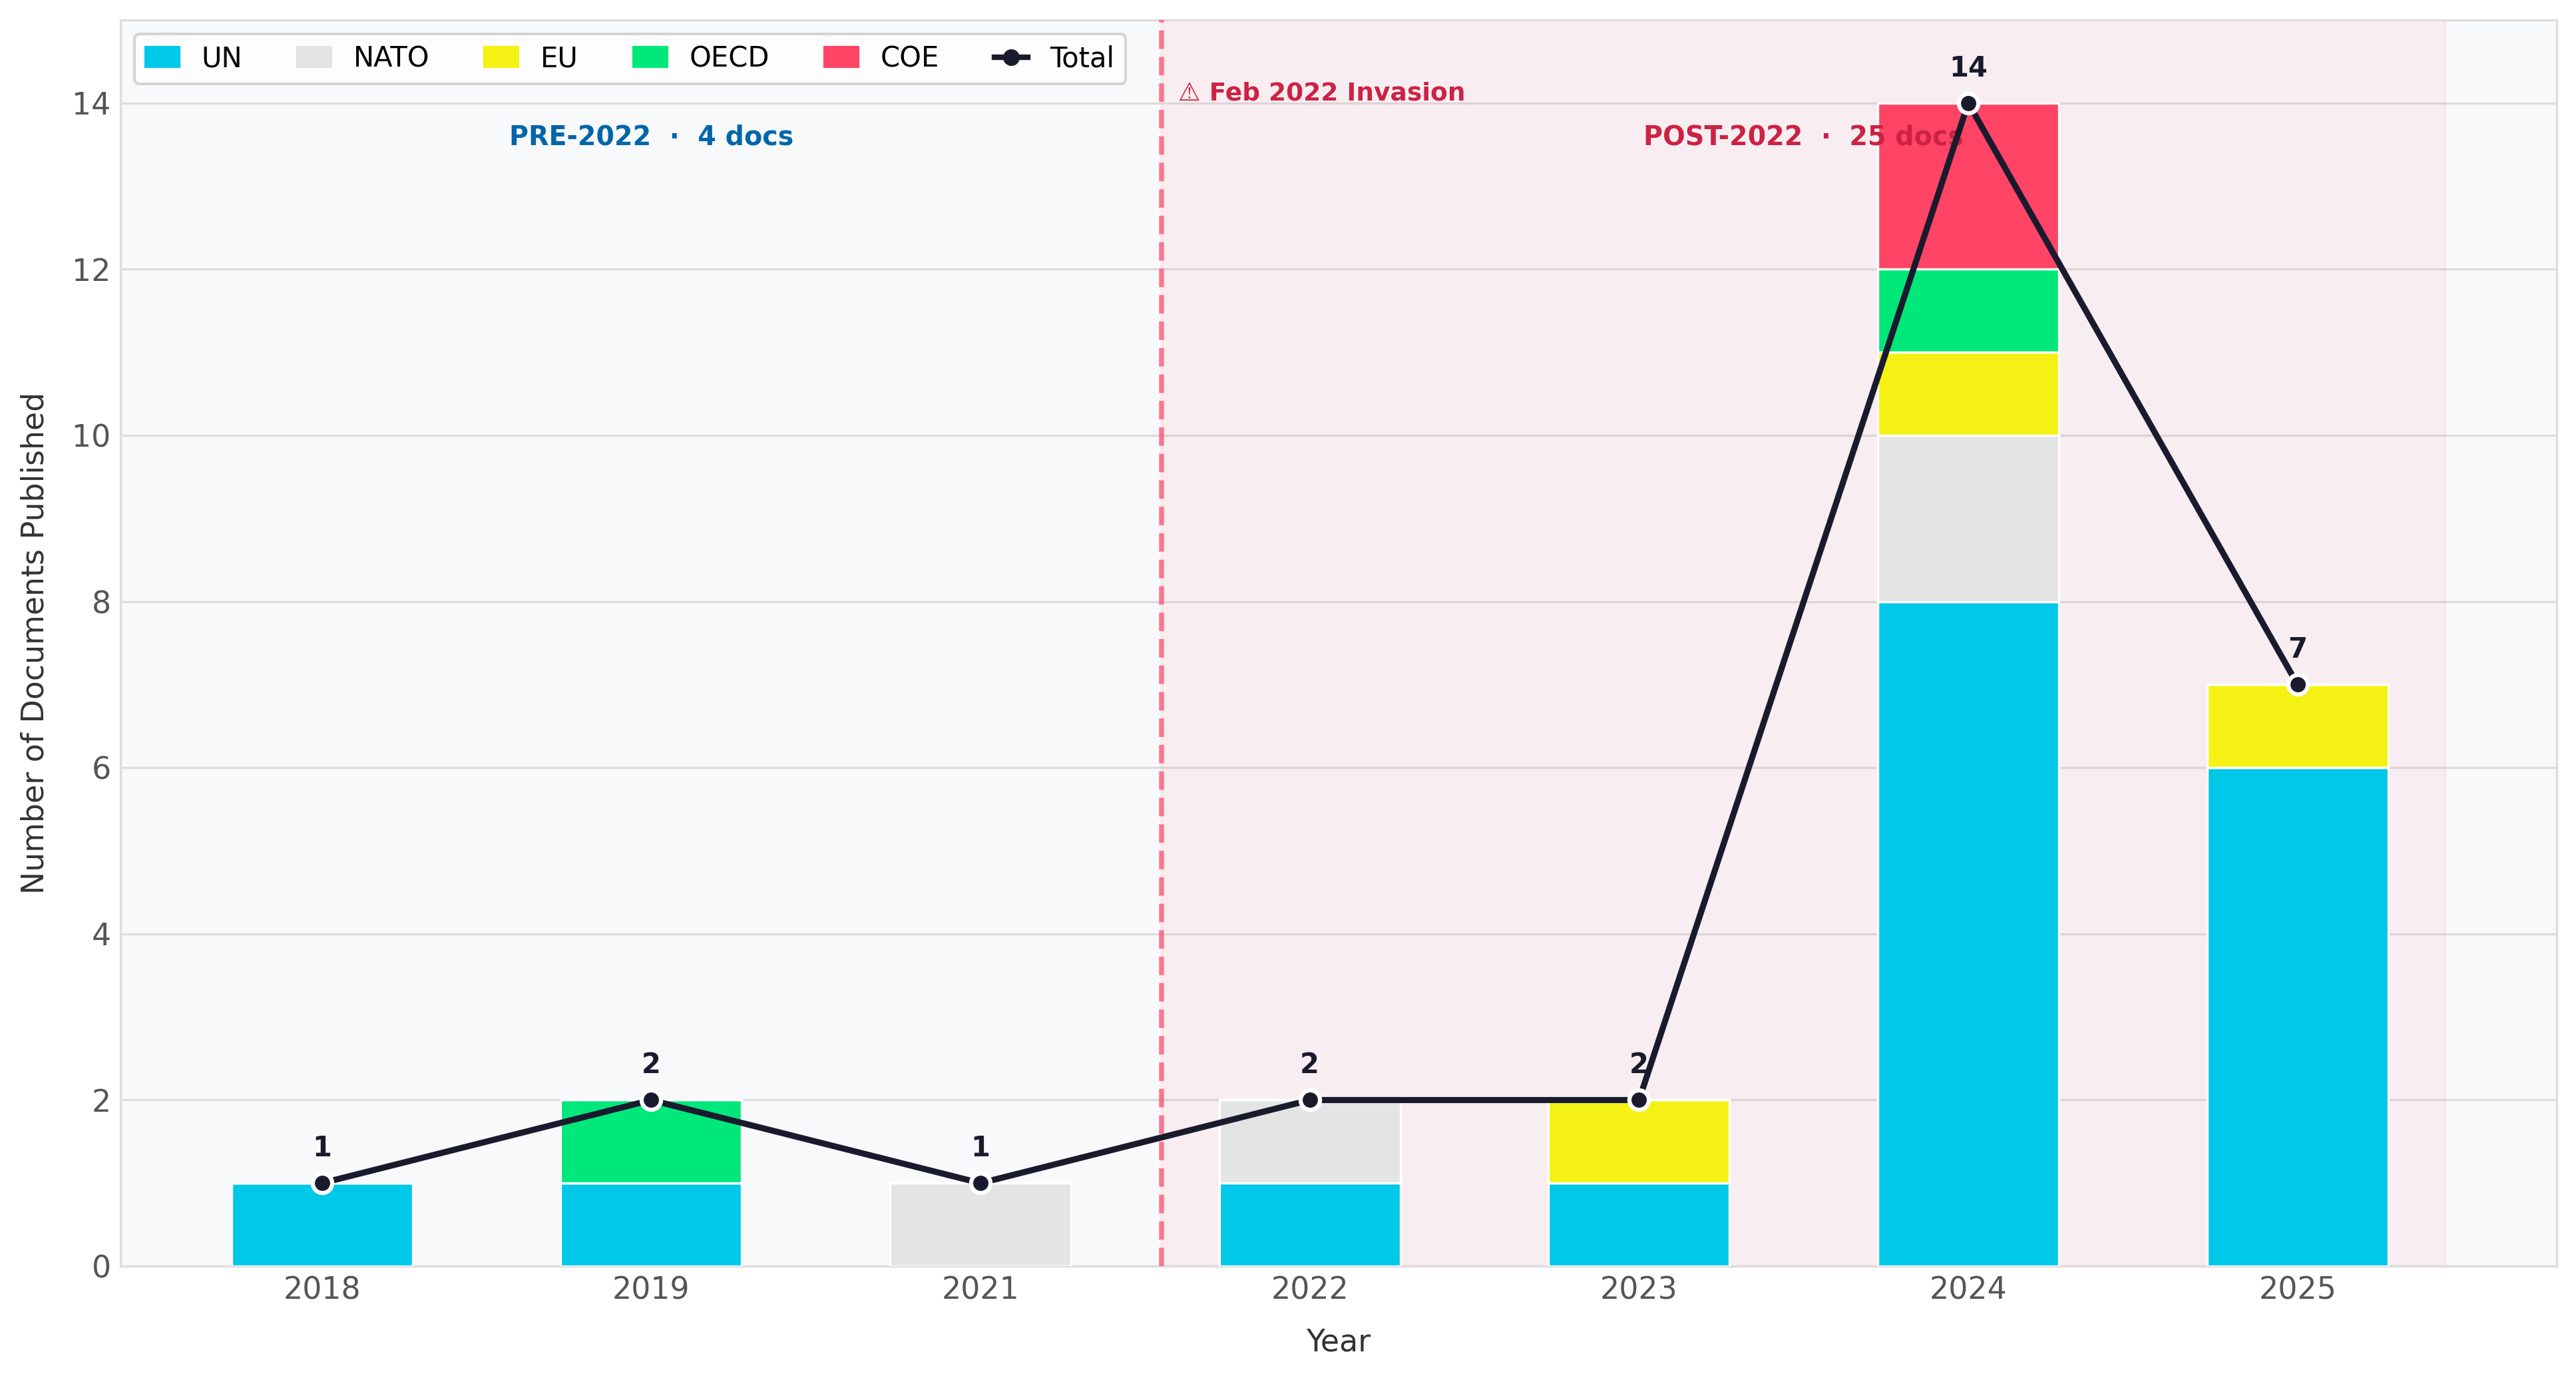 UN NATO EU OECD COE Total
14
⚠ Feb 2022 Invasion
PRE-2022 · 4 docs
POST-2022 · 25 docs
Number of Documents Published
14
12
10
8
6
4
2
0
1
2
1
2
2
7
2018 2019 2021 2022 2023 2024 2025
Year